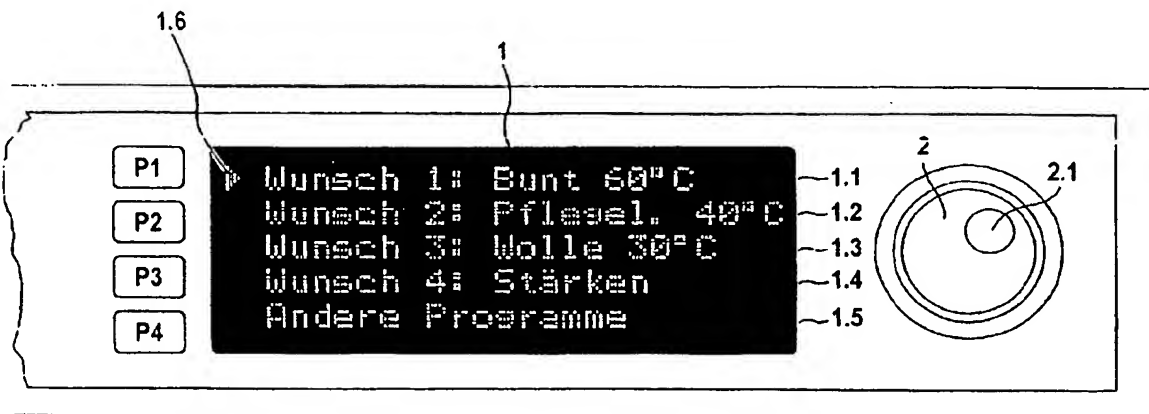 1.6
1
P1
P2
P3
P4
Wunsch 1: Bunt 60°C
Wunsch 2: Pflegel. 40°C
Wunsch 3: Wolle 30°C
Wunsch 4: Stärken
Andere Programme
1.1
1.2
1.3
1.4
1.5
2
2.1